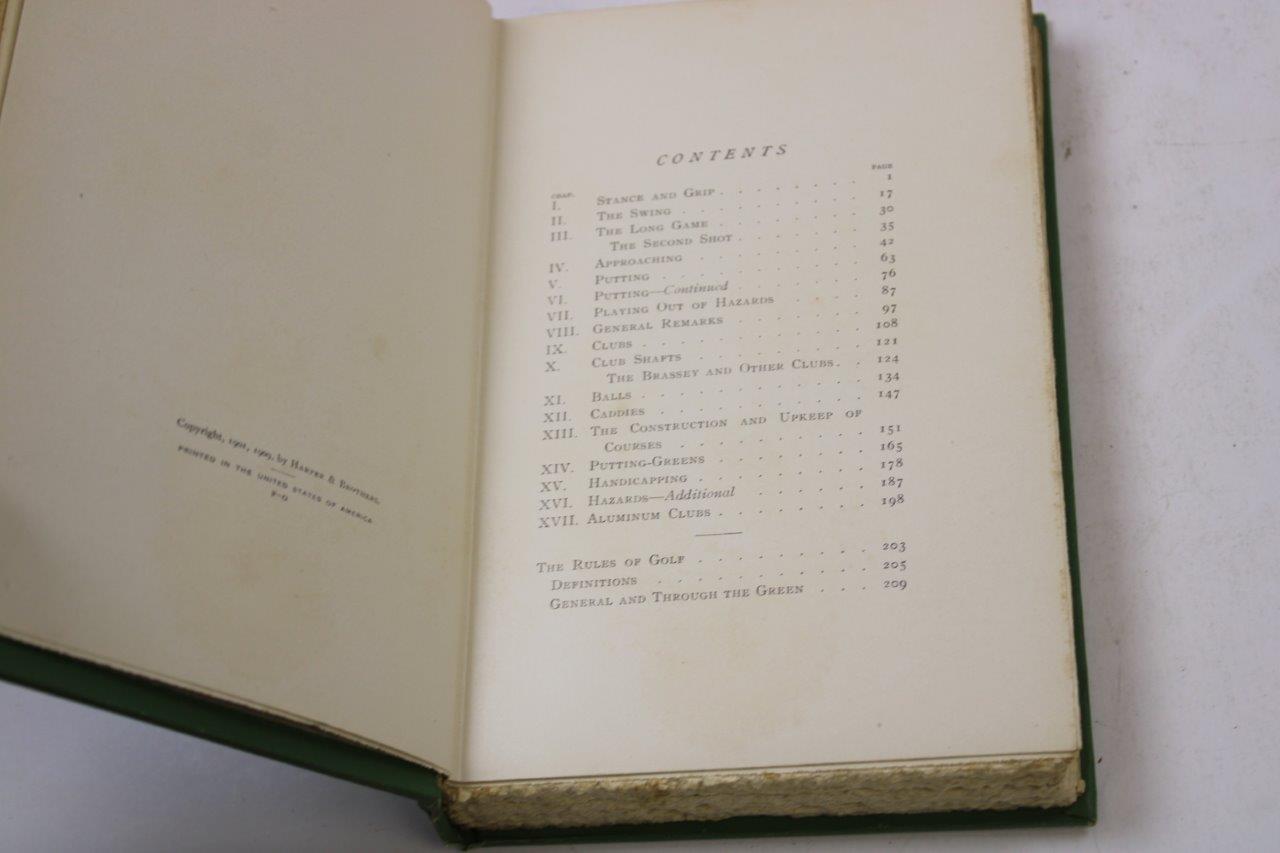 Copyright, 1901, 1909, by Harper & Brothers.
PRINTED IN THE UNITED STATES OF AMERICA
F-G
CONTENTS
CHAP. PAGE
I. Stance and Grip . . . . . . . . 1
II. The Swing . . . . . . . . . 17
III. The Long Game . . . . . . . . 30
The Second Shot . . . . . . . 35
IV. Approaching . . . . . . . . . 42
V. Putting . . . . . . . . . . 63
VI. Putting—Continued . . . . . . . 76
VII. Playing Out of Hazards . . . . 87
VIII. General Remarks . . . . . . . 97
IX. Clubs . . . . . . . . . . 108
X. Club Shafts . . . . . . . . . 121
The Brassey and Other Clubs . . 124
XI. Balls . . . . . . . . . . 134
XII. Caddies . . . . . . . . . . 147
XIII. The Construction and Upkeep of
Courses . . . . . . . . . 151
XIV. Putting-Greens . . . . . . . . 165
XV. Handicapping . . . . . . . . . 178
XVI. Hazards—Additional . . . . . . 187
XVII. Aluminum Clubs . . . . . . . . 198
The Rules of Golf . . . . . . . . . 203
Definitions . . . . . . . . . . 205
General and Through the Green . . . 209